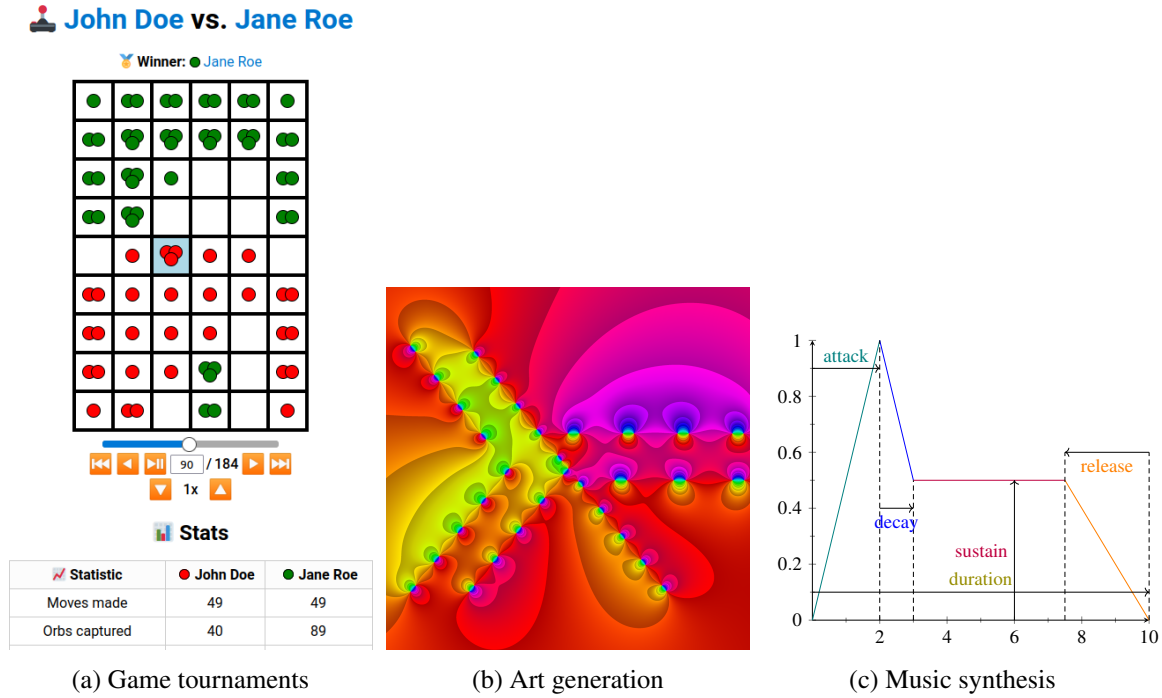 John Doe vs. Jane Roe
Winner: Jane Roe
90 / 184
1x
Stats
Statistic John Doe Jane Roe
Moves made 49 49
Orbs captured 40 89
(a) Game tournaments
(b) Art generation
1
0.8
0.6
0.4
0.2
0
attack
decay
sustain
duration
release
2 4 6 8 10
(c) Music synthesis